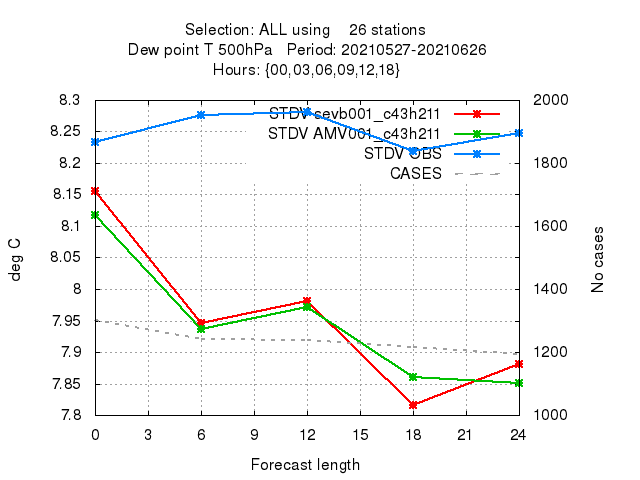 Selection: ALL using 26 stations
Dew point T 500hPa Period: 20210527-20210626
Hours: {00,03,06,09,12,18}
8.3
8.25
8.2
8.15
8.1
8.05
8
7.95
7.9
7.85
7.8
deg C
STDV cevb001_c43h211
STDV AMV001_c43h211
STDV OBS
CASES
2000
1800
1600
1400
1200
1000
No cases
0 3 6 9 12 15 18 21 24
Forecast length